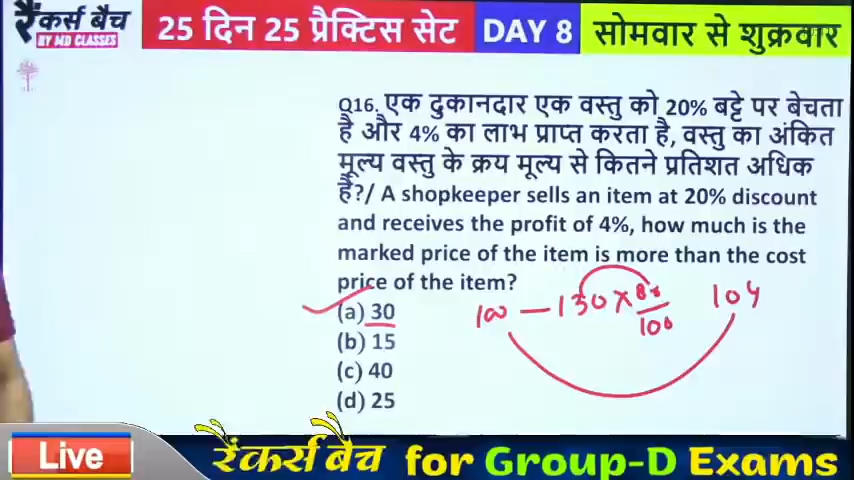 रैंकर्स बैच
BY MD CLASSES
25 दिन 25 प्रैक्टिस सेट
DAY 8
सोमवार से शुक्रवार
Q16. एक दुकानदार एक वस्तु को 20% बट्टे पर बेचता
है और 4% का लाभ प्राप्त करता है, वस्तु का अंकित
मूल्य वस्तु के क्रय मूल्य से कितने प्रतिशत अधिक
है?/ A shopkeeper sells an item at 20% discount
and receives the profit of 4%, how much is the
marked price of the item is more than the cost
price of the item?
(a) 30
(b) 15
(c) 40
(d) 25
100 — 130 × 80/100 104
Live
रैंकर्स बैच for Group-D Exams